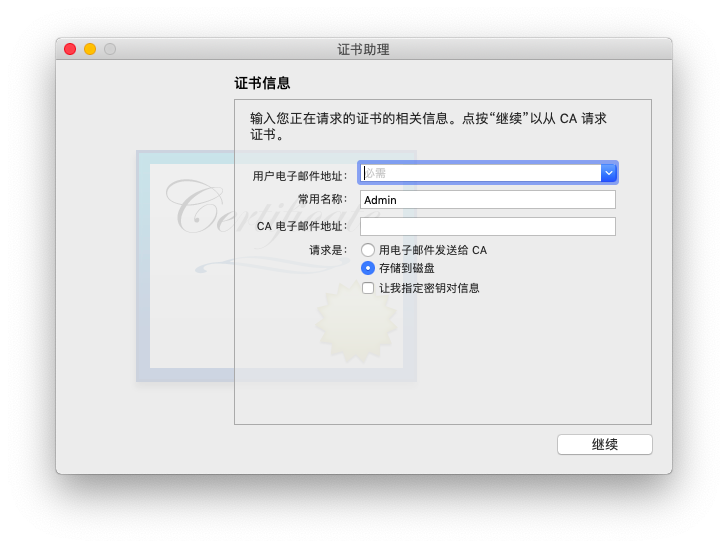 证书助理
证书信息
输入您正在请求的证书的相关信息。点按“继续”以从 CA 请求
证书。
用户电子邮件地址：
必需
常用名称：
Admin
CA 电子邮件地址：
请求是：
用电子邮件发送给 CA
存储到磁盘
让我指定密钥对信息
Certificate
继续